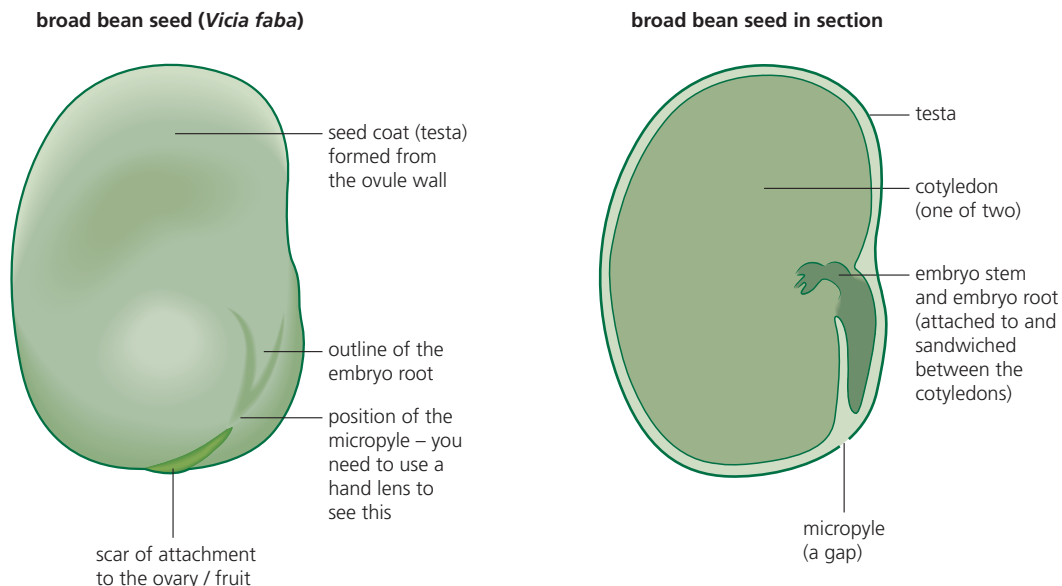 broad bean seed (Vicia faba)
seed coat (testa)
formed from
the ovule wall
outline of the
embryo root
position of the
micropyle – you
need to use a
hand lens to
see this
scar of attachment
to the ovary / fruit
broad bean seed in section
testa
cotyledon
(one of two)
embryo stem
and embryo root
(attached to and
sandwiched
between the
cotyledons)
micropyle
(a gap)